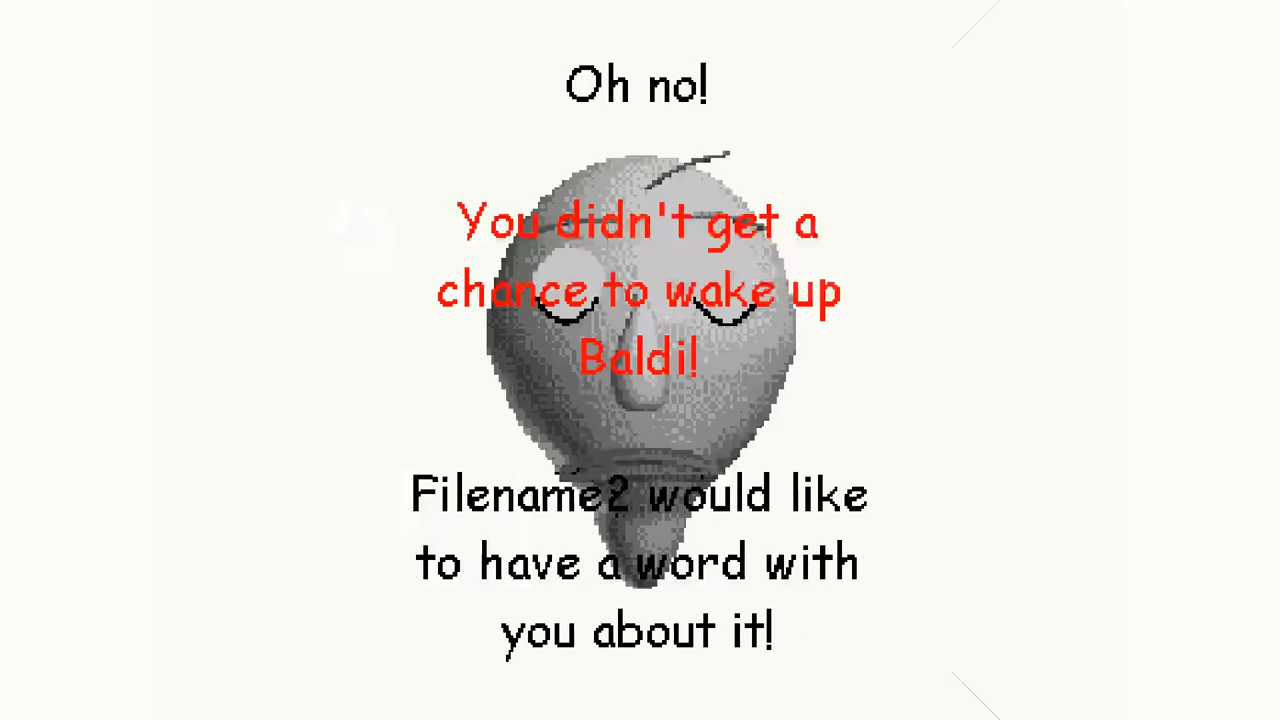 Oh no!
You didn't get a
chance to wake up
Baldi!
Filename2 would like
to have a word with
you about it!